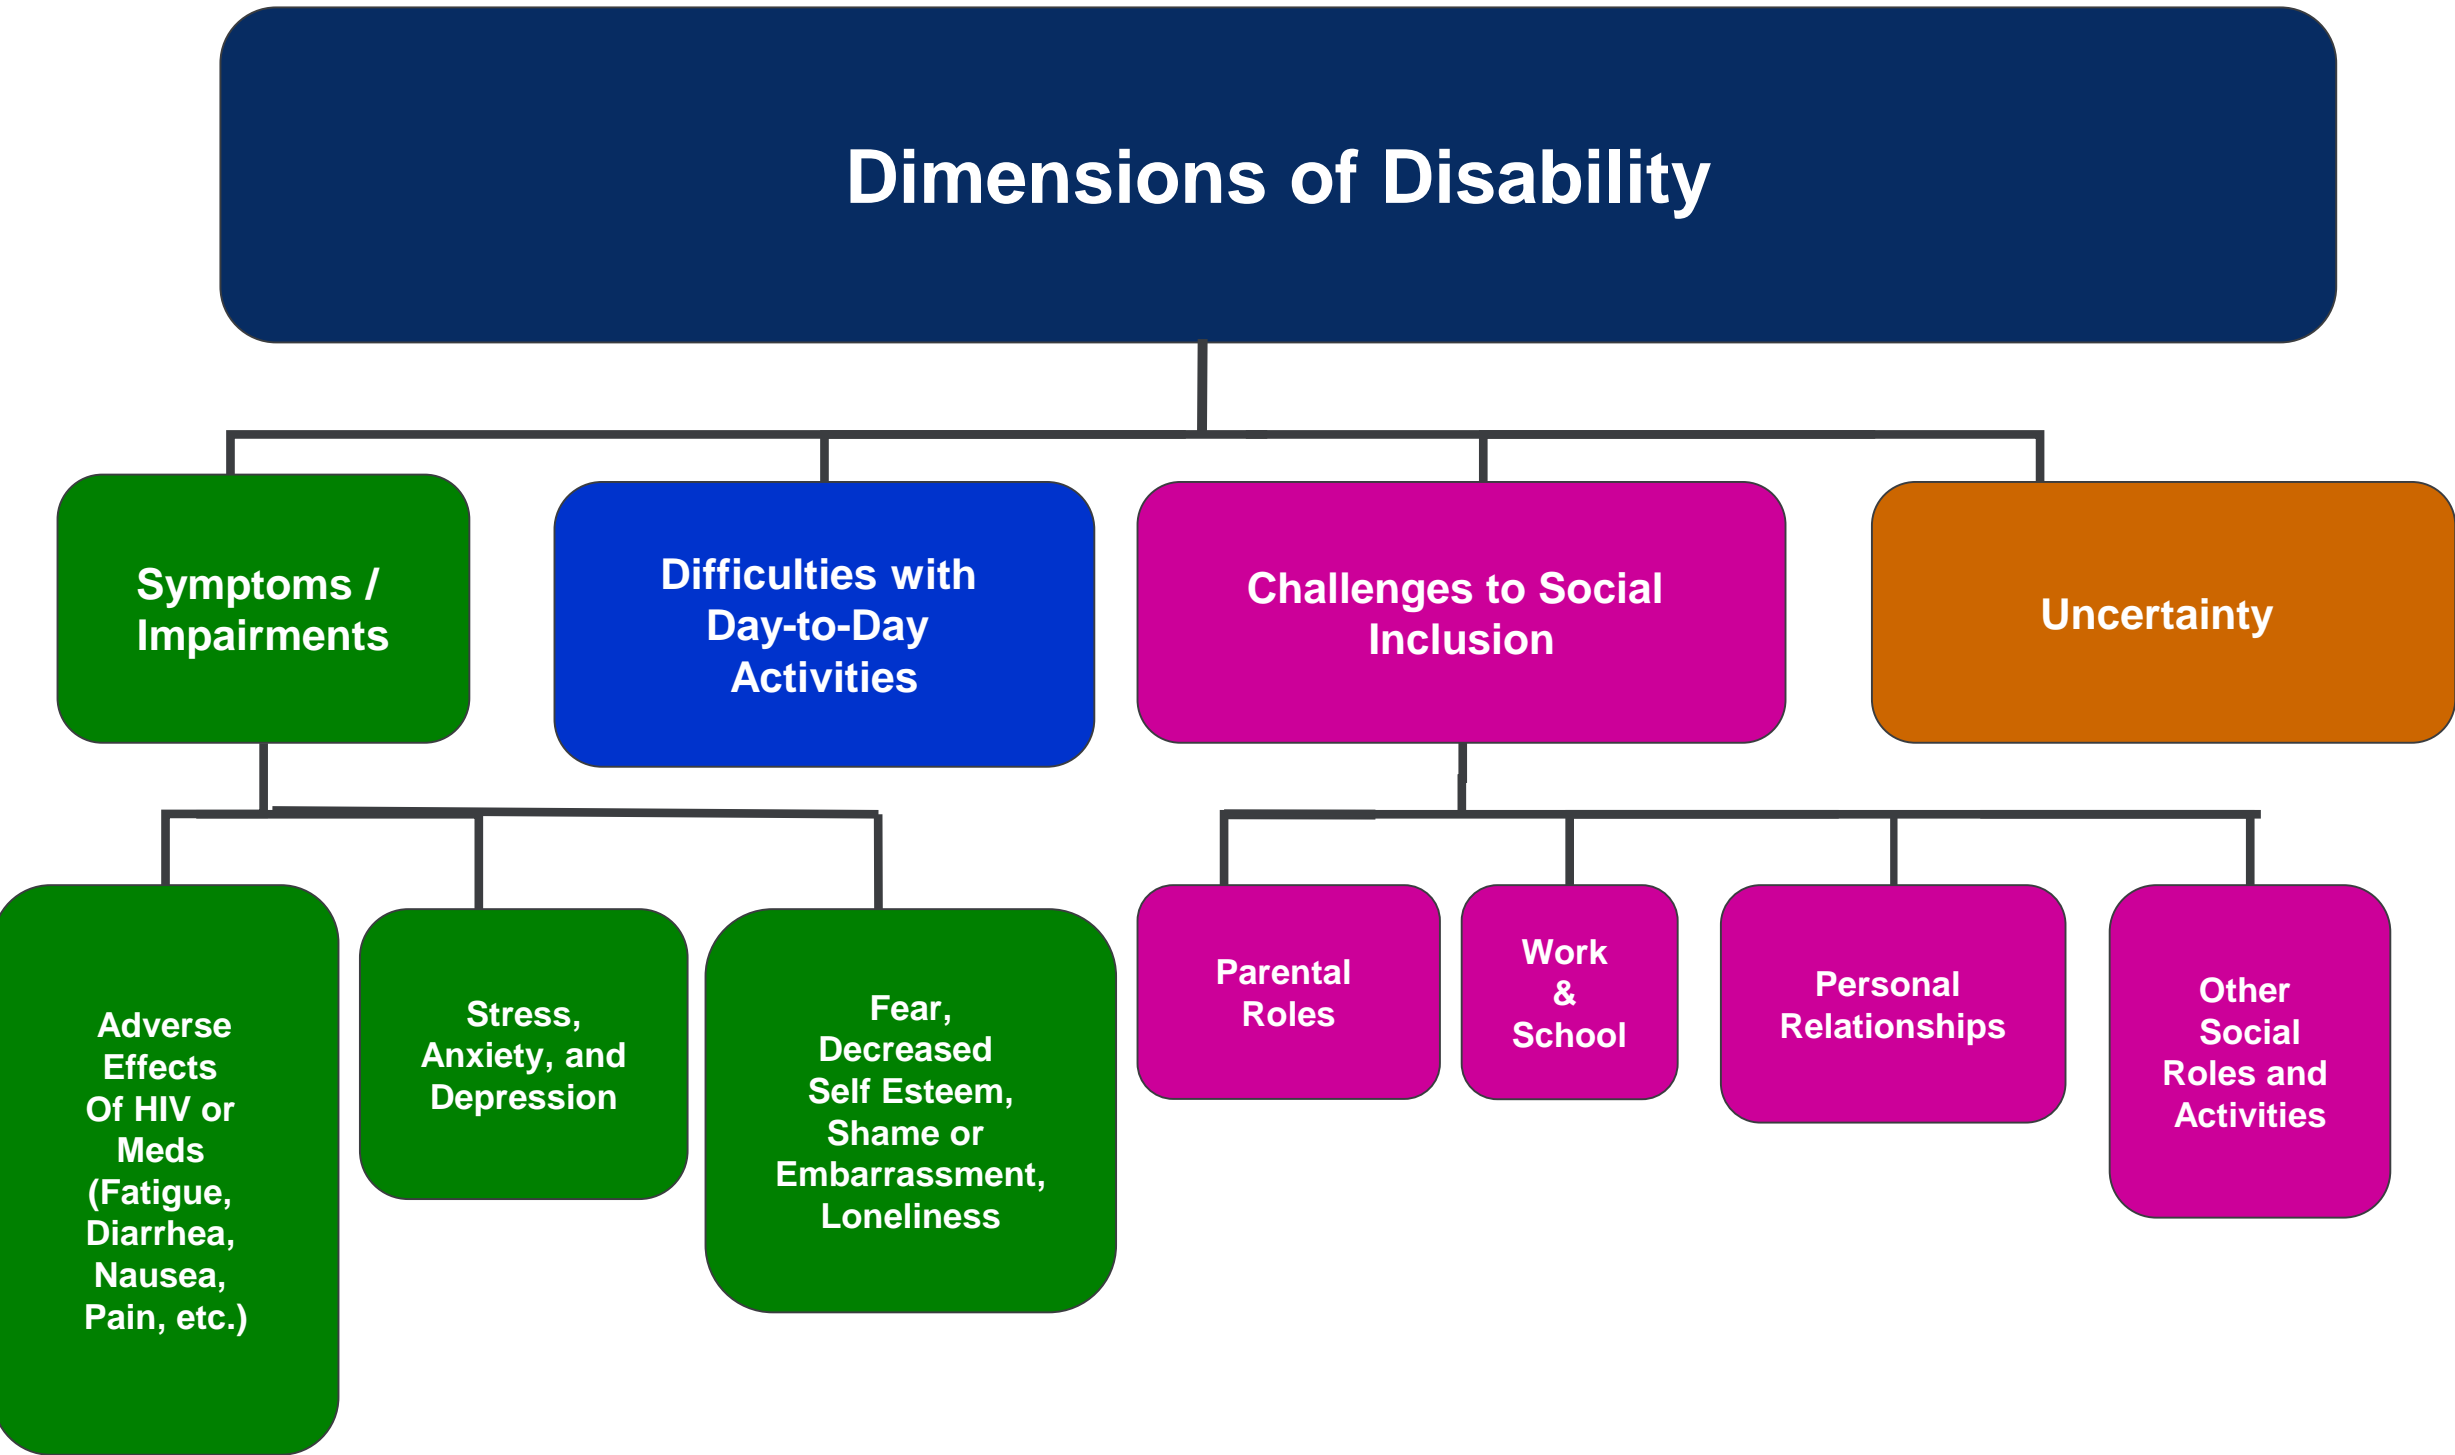 Dimensions of Disability
Symptoms /
Impairments
Difficulties with
Day-to-Day
Activities
Challenges to Social
Inclusion
Uncertainty
Adverse
Effects
Of HIV or
Meds
(Fatigue,
Diarrhea,
Nausea,
Pain, etc.)
Stress,
Anxiety, and
Depression
Fear,
Decreased
Self Esteem,
Shame or
Embarrassment,
Loneliness
Parental
Roles
Work
&
School
Personal
Relationships
Other
Social
Roles and
Activities